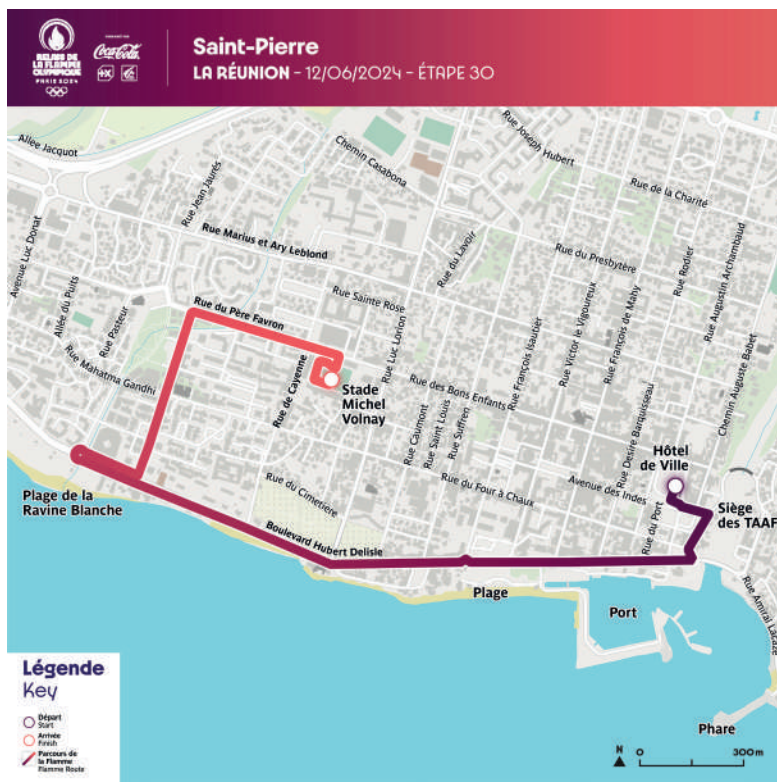 RELAIS DE
LA FLAMME
OLYMPIQUE
PARIS 2024
Coca-Cola
Saint-Pierre
LA RÉUNION – 12/06/2024 – ÉTAPE 30
Allée Jacquot
Chemin Casabona
Rue Joseph Hubert
Rue de la Charité
Rue Jean Jaurés
Avenue Luc Donat
Rue Marius et Ary Leblond
Rue du Lavoir
Rue du Presbytère
Rue Rodier
Rue Augustin Archambaud
Allée du Puits
Rue Pasteur
Rue Sainte Rose
Rue du Père Favron
Rue Luc Lorion
Rue François Isautier
Rue Victor le Vigoureux
Rue François de Mahy
Chemin Auguste Babet
Rue Mahatma Gandhi
Rue de Cayenne
Stade
Michel
Volnay
Rue des Bons Enfants
Rue Desire Barquisseau
Rue Caumont
Rue Saint Louis
Rue Suffren
Hôtel
de Ville
Plage de la
Ravine Blanche
Rue du Cimetière
Rue du Four à Chaux
Avenue des Indes
Rue du Port
Siège
des TAAF
Boulevard Hubert Delisle
Plage
Port
Rue Amiral Lacaze
Phare
Légende
Key
Départ
Start
Arrivée
Finish
Parcours de
la Flamme
Flamme Route
N 0 300 m